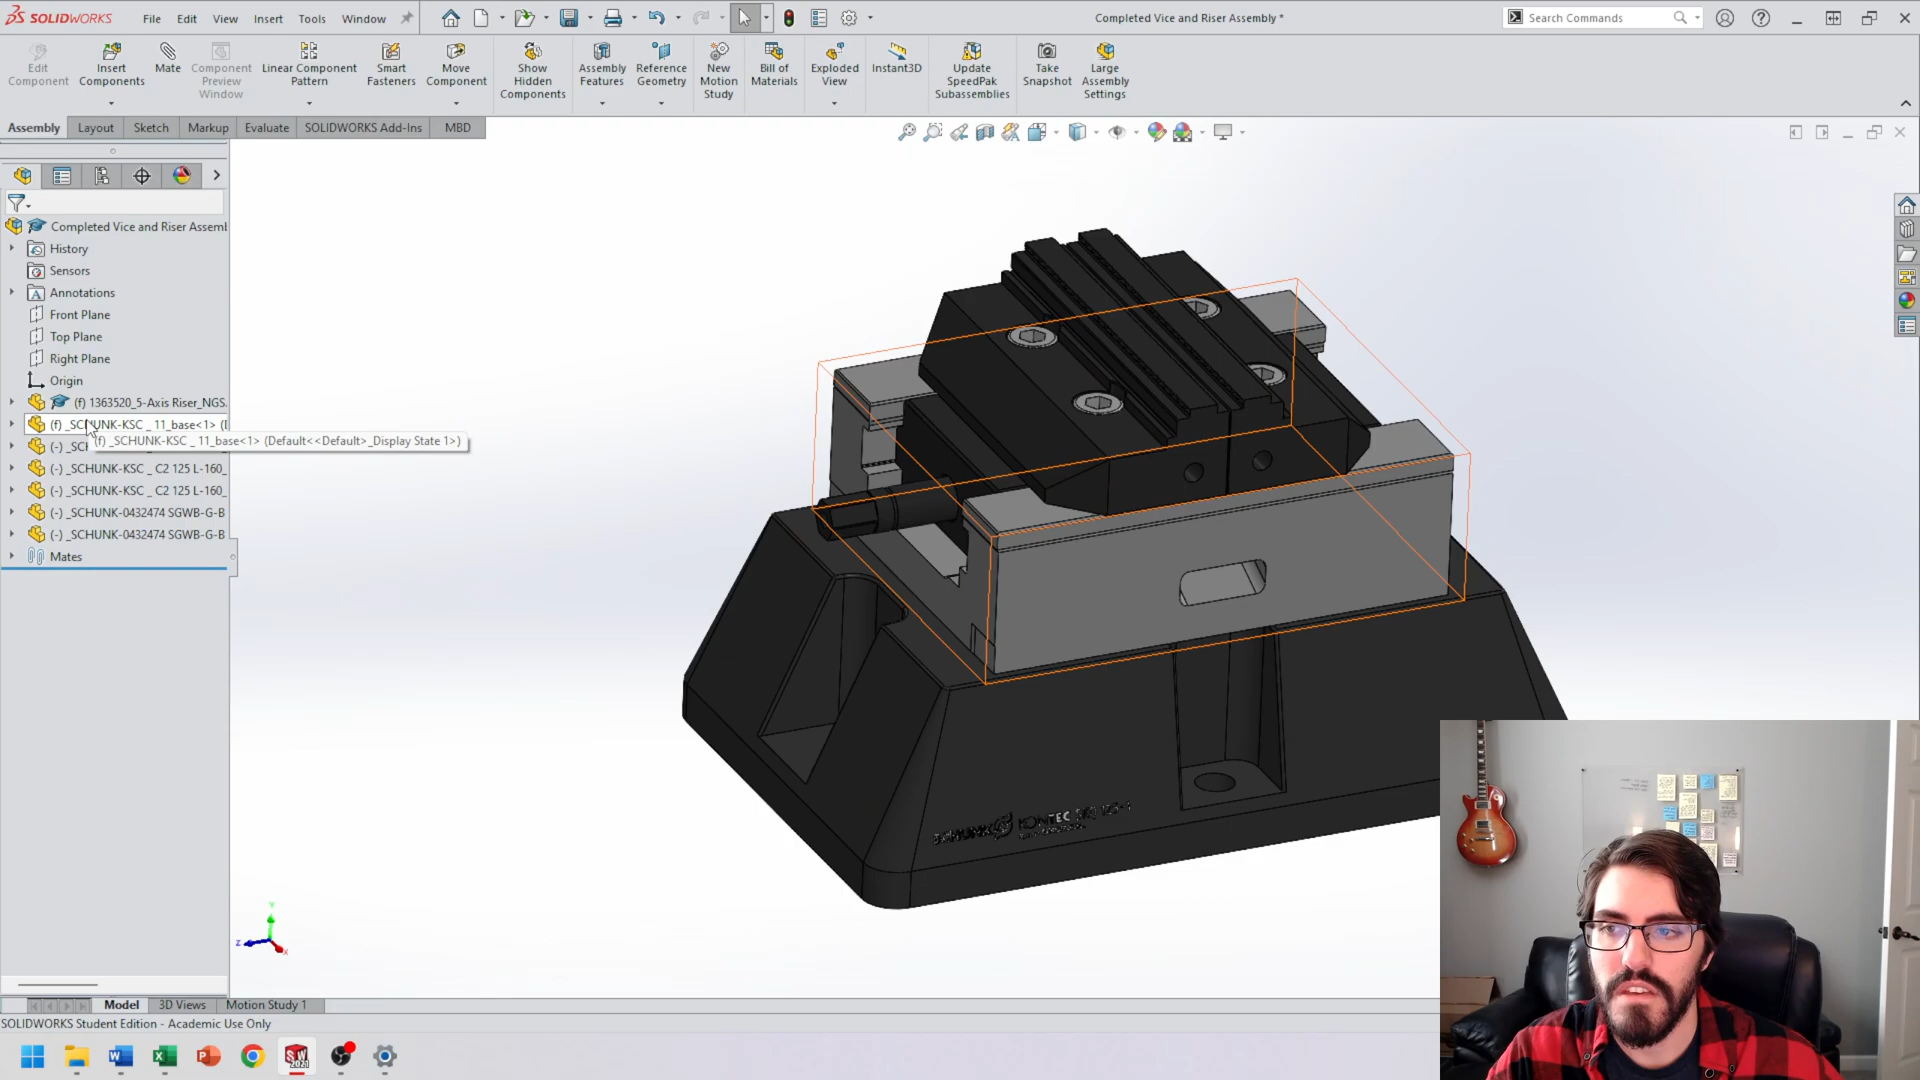 SOLIDWORKS
File Edit View Insert Tools Window
Completed Vice and Riser Assembly *
Search Commands
Edit Component
Insert Components
Mate
Component Preview Window
Linear Component Pattern
Smart Fasteners
Move Component
Show Hidden Components
Assembly Features
Reference Geometry
New Motion Study
Bill of Materials
Exploded View
Instant3D
Update SpeedPak Subassemblies
Take Snapshot
Large Assembly Settings
Assembly Layout Sketch Markup Evaluate SOLIDWORKS Add-Ins MBD
Completed Vice and Riser Assembl
History
Sensors
Annotations
Front Plane
Top Plane
Right Plane
Origin
(f) 1363520_5-Axis Riser_NGS.
(f) _SCHUNK-KSC _ 11_base<1> (
(f) _SCHUNK-KSC _ 11_base<1> (Default<<Default>_Display State 1>)
(-) _SC
(-) _SCHUNK-KSC _ C2 125 L-160_
(-) _SCHUNK-KSC _ C2 125 L-160_
(-) _SCHUNK-0432474 SGWB-G-B
(-) _SCHUNK-0432474 SGWB-G-B
Mates
SCHUNK KONTEC
Model 3D Views Motion Study 1
SOLIDWORKS Student Edition - Academic Use Only